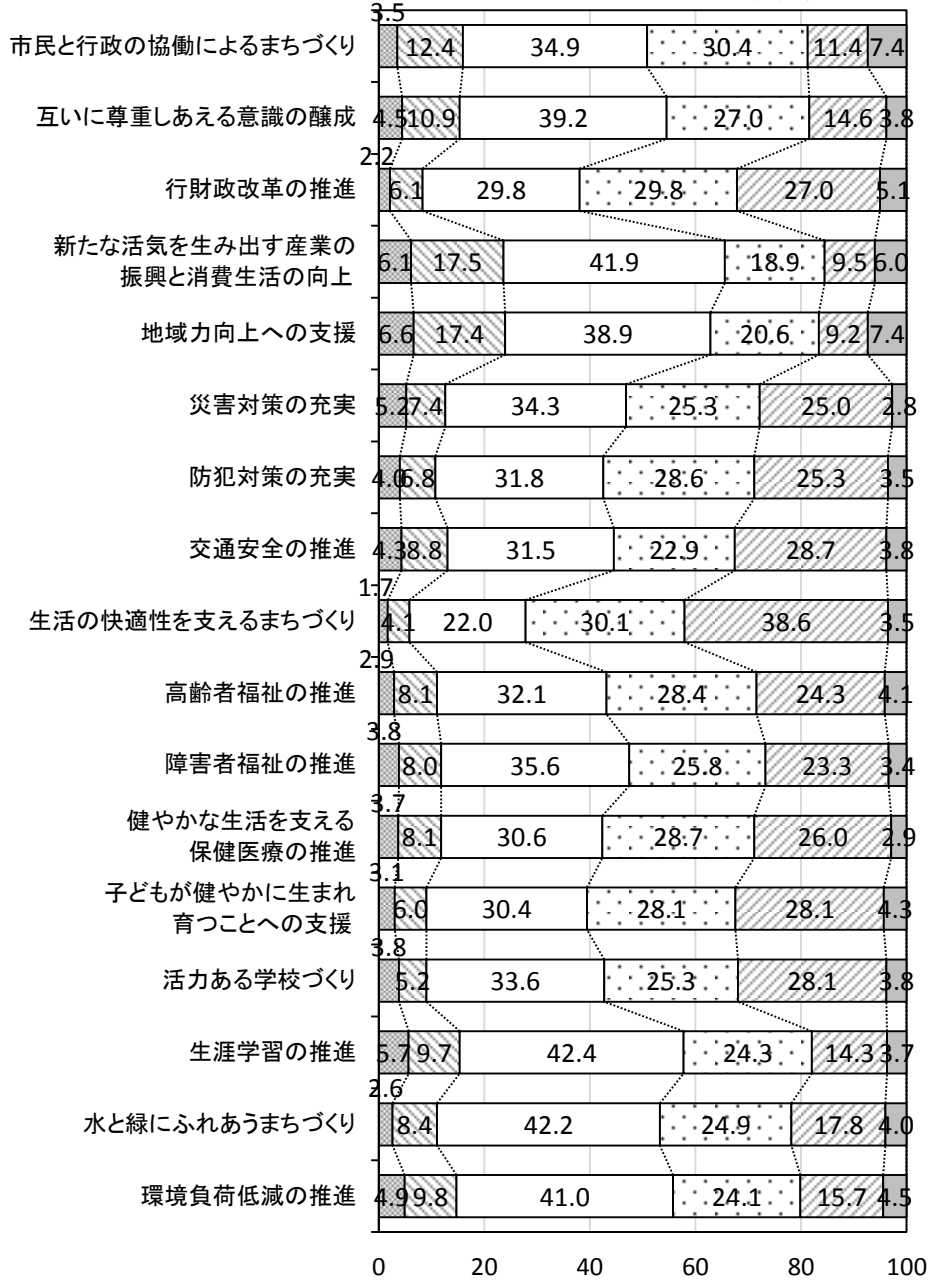 3.5
市民と行政の協働によるまちづくり 12.4 34.9 30.4 11.4 7.4
互いに尊重しあえる意識の醸成 4.5 10.9 39.2 27.0 14.6 3.8
2.2
行財政改革の推進 6.1 29.8 29.8 27.0 5.1
新たな活気を生み出す産業の
振興と消費生活の向上 6.1 17.5 41.9 18.9 9.5 6.0
地域力向上への支援 6.6 17.4 38.9 20.6 9.2 7.4
災害対策の充実 5.2 7.4 34.3 25.3 25.0 2.8
防犯対策の充実 4.0 6.8 31.8 28.6 25.3 3.5
交通安全の推進 4.3 8.8 31.5 22.9 28.7 3.8
1.7
生活の快適性を支えるまちづくり 4.1 22.0 30.1 38.6 3.5
2.9
高齢者福祉の推進 8.1 32.1 28.4 24.3 4.1
3.8
障害者福祉の推進 8.0 35.6 25.8 23.3 3.4
3.7
健やかな生活を支える
保健医療の推進 8.1 30.6 28.7 26.0 2.9
3.1
子どもが健やかに生まれ
育つことへの支援 6.0 30.4 28.1 28.1 4.3
3.8
活力ある学校づくり 5.2 33.6 25.3 28.1 3.8
生涯学習の推進 5.7 9.7 42.4 24.3 14.3 3.7
2.6
水と緑にふれあうまちづくり 8.4 42.2 24.9 17.8 4.0
環境負荷低減の推進 4.9 9.8 41.0 24.1 15.7 4.5
0 20 40 60 80 100